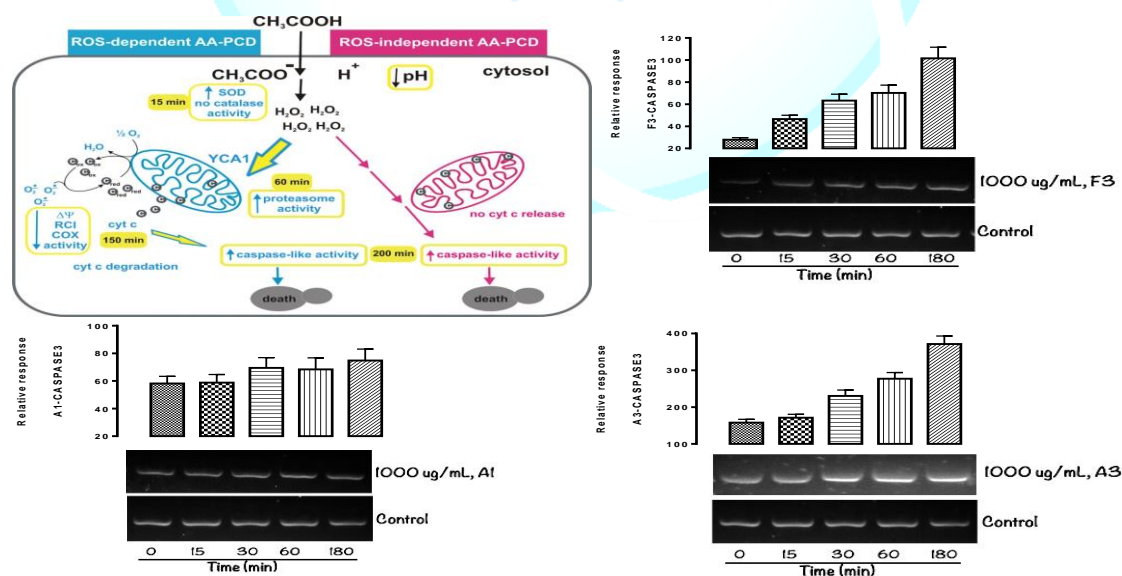 CH₃COOH
ROS-dependent AA-PCD
ROS-independent AA-PCD
CH₃COO⁻
H⁺
↓pH
cytosol
15 min
↑ SOD
no catalase
activity
H₂O₂ H₂O₂
H₂O₂ H₂O₂
½ O₂
H₂O
YCA1
60 min
↑proteasome
activity
no cyt c release
ΔΨ
RCI
COX
activity
cyt c
150 min
cyt c degradation
↑caspase-like activity
200 min
↑caspase-like activity
death
death
Relative response
F3-CASPASE3
120
100
80
60
40
20
1000 ug/mL, F3
Control
0 15 30 60 180
Time (min)
Relative response
A1-CASPASE3
100
80
60
40
20
1000 ug/mL, A1
Control
0 15 30 60 180
Time (min)
Relative response
A3-CASPASE3
400
300
200
100
1000 ug/mL, A3
Control
0 15 30 60 180
Time (min)